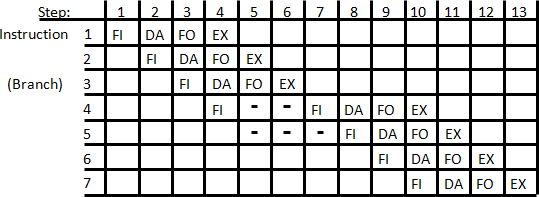 Step: 1 2 3 4 5 6 7 8 9 10 11 12 13
Instruction 1 FI DA FO EX
2 FI DA FO EX
(Branch) 3 FI DA FO EX
4 FI - - FI DA FO EX
5 - - - FI DA FO EX
6 FI DA FO EX
7 FI DA FO EX